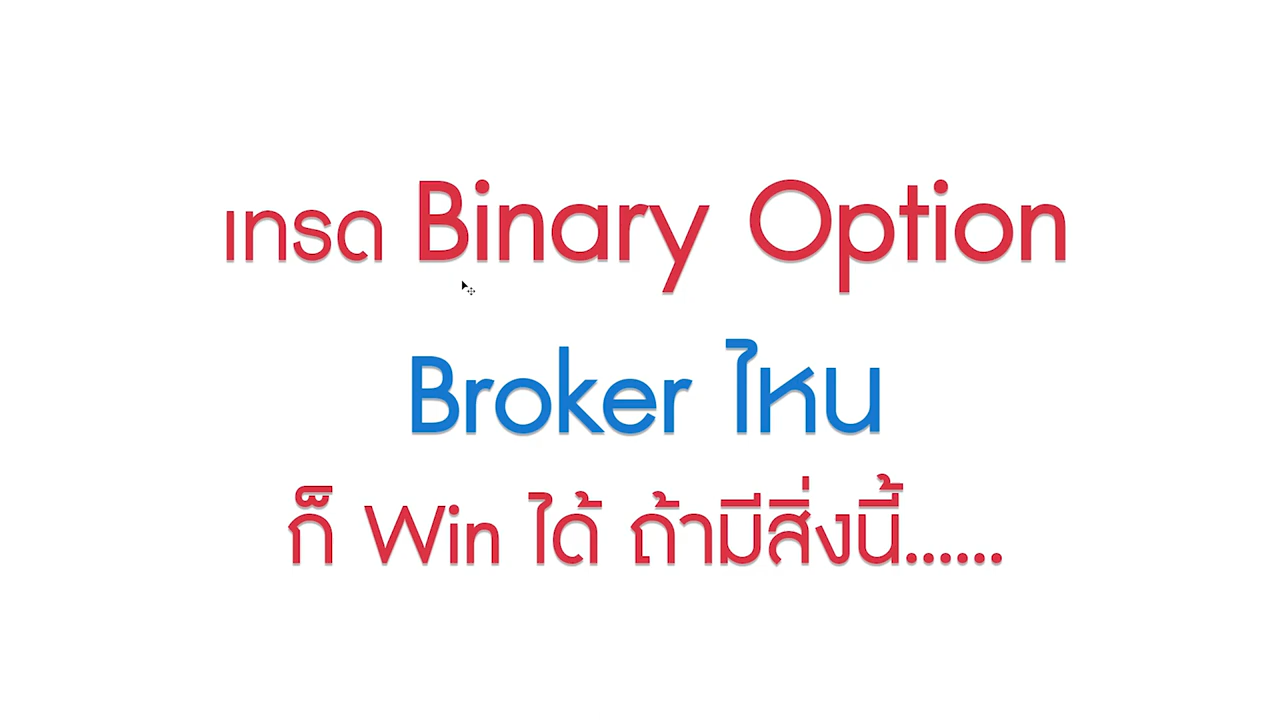 เทรด Binary Option
Broker ไหน
ก็ Win ได้ ถ้ามีสิ่งนี้......